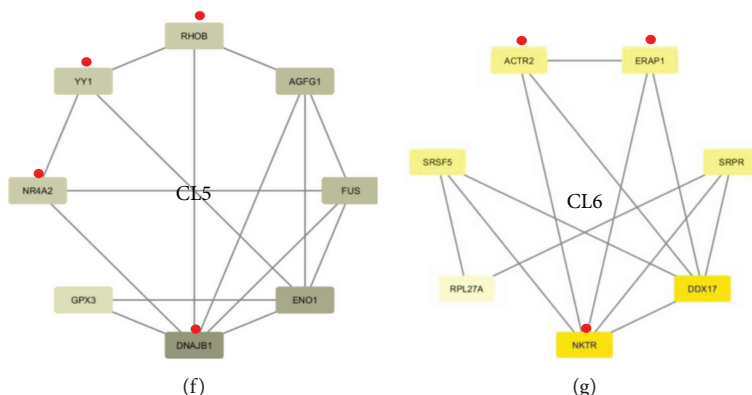 RHOB
YY1
AGFG1
NR4A2
CL5
FUS
GPX3
ENO1
DNAJB1
(f)
ACTR2
ERAP1
SRSF5
SRPR
CL6
RPL27A
DDX17
NKTR
(g)